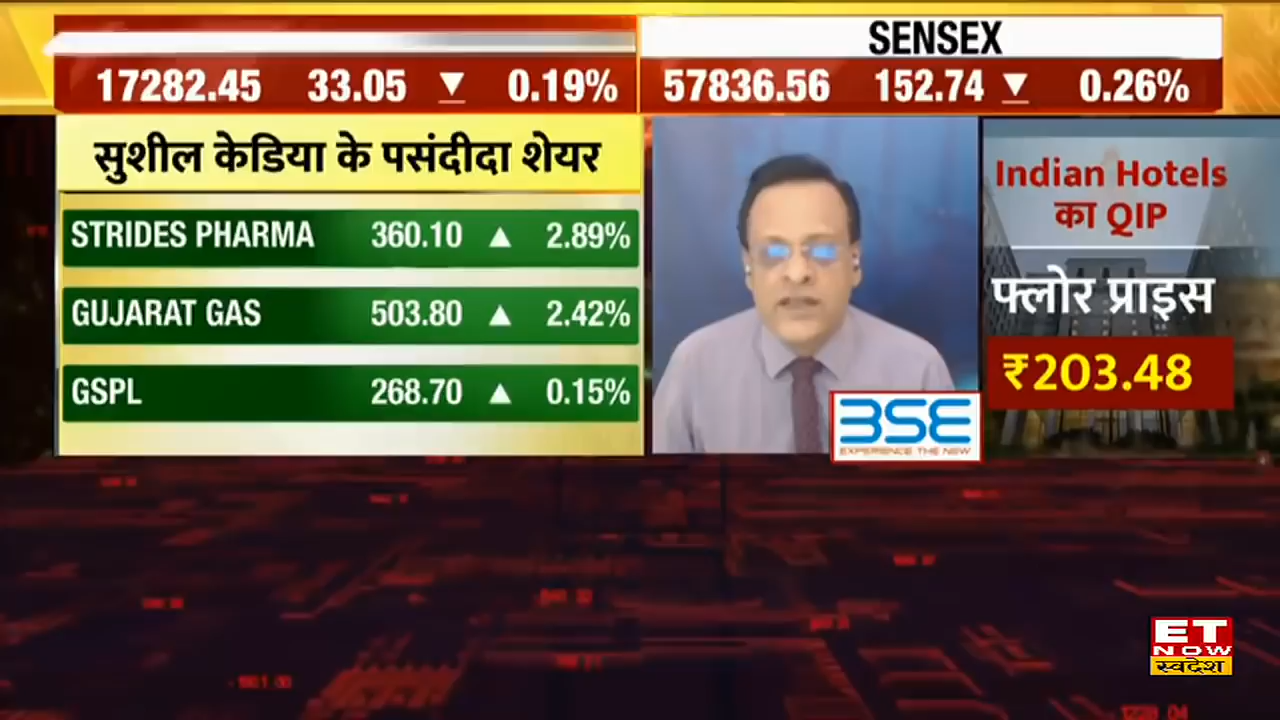 17282.45 33.05 ▼ 0.19%
SENSEX
57836.56 152.74 ▼ 0.26%
सुशील केडिया के पसंदीदा शेयर
STRIDES PHARMA 360.10 ▲ 2.89%
GUJARAT GAS 503.80 ▲ 2.42%
GSPL 268.70 ▲ 0.15%
Indian Hotels
का QIP
फ्लोर प्राइस
₹203.48
BSE
EXPERIENCE THE NEW
ET
NOW
स्वदेश